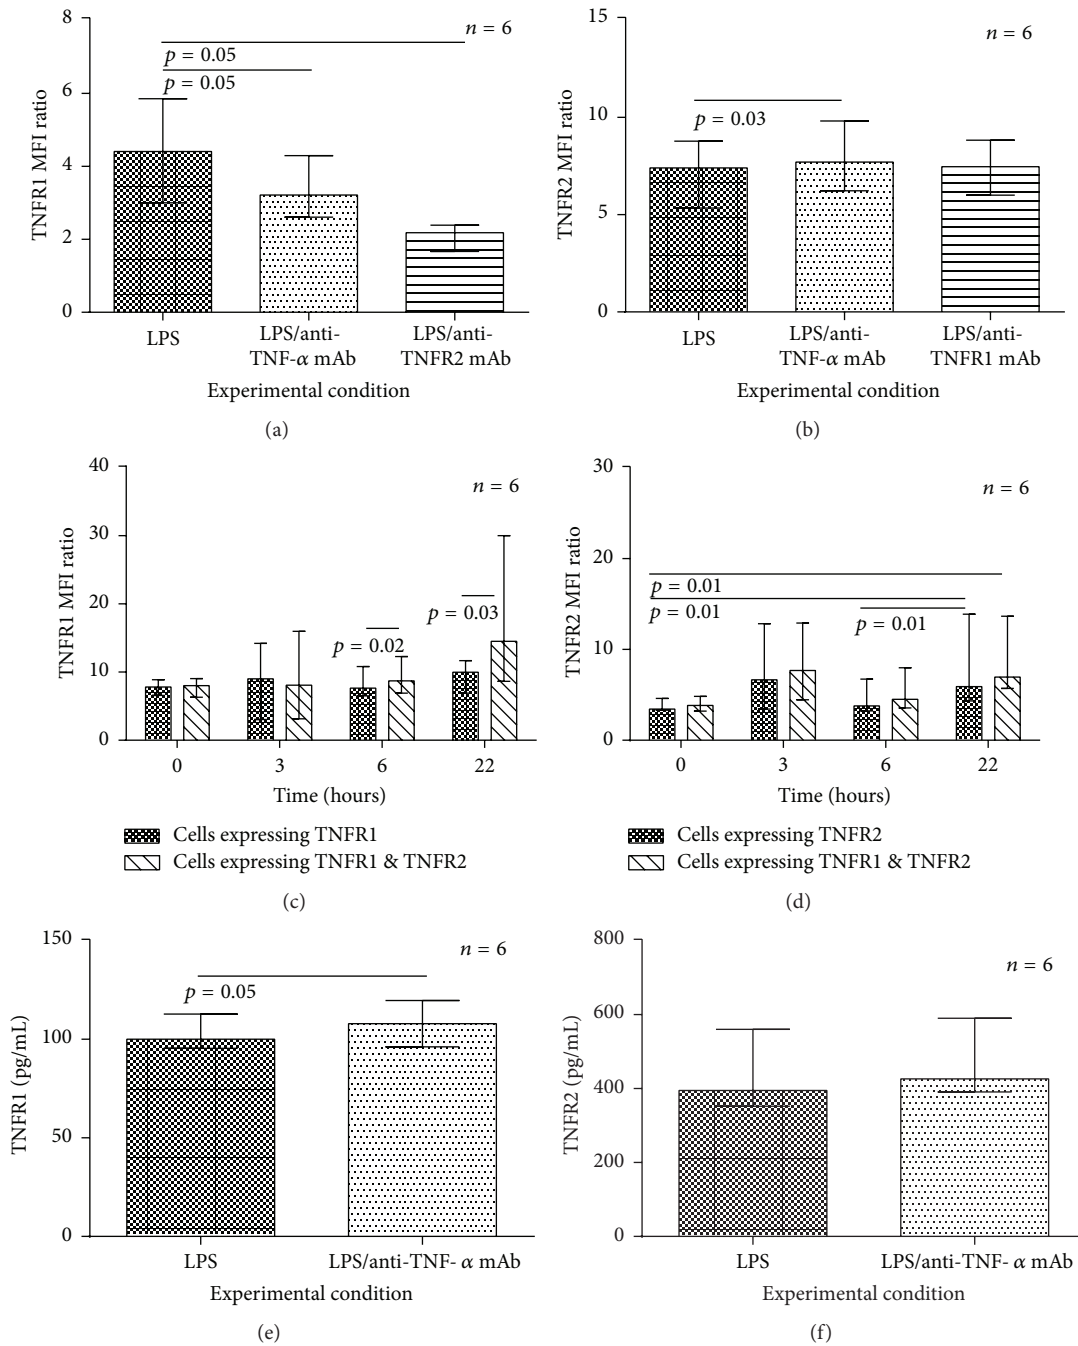 8
6
4
2
0
TNFR1 MFI ratio
n = 6
p = 0.05
p = 0.05
LPS
LPS/anti-
TNF-α mAb
LPS/anti-
TNFR2 mAb
Experimental condition
(a)
15
10
5
0
TNFR2 MFI ratio
n = 6
p = 0.03
LPS
LPS/anti-
TNF-α mAb
LPS/anti-
TNFR1 mAb
Experimental condition
(b)
40
30
20
10
0
TNFR1 MFI ratio
n = 6
p = 0.03
p = 0.02
0 3 6 22
Time (hours)
Cells expressing TNFR1
Cells expressing TNFR1 & TNFR2
(c)
30
20
10
0
TNFR2 MFI ratio
n = 6
p = 0.01
p = 0.01
p = 0.01
0 3 6 22
Time (hours)
Cells expressing TNFR2
Cells expressing TNFR1 & TNFR2
(d)
150
100
50
0
TNFR1 (pg/mL)
n = 6
p = 0.05
LPS
LPS/anti-TNF- α mAb
Experimental condition
(e)
800
600
400
200
0
TNFR2 (pg/mL)
n = 6
LPS
LPS/anti-TNF- α mAb
Experimental condition
(f)